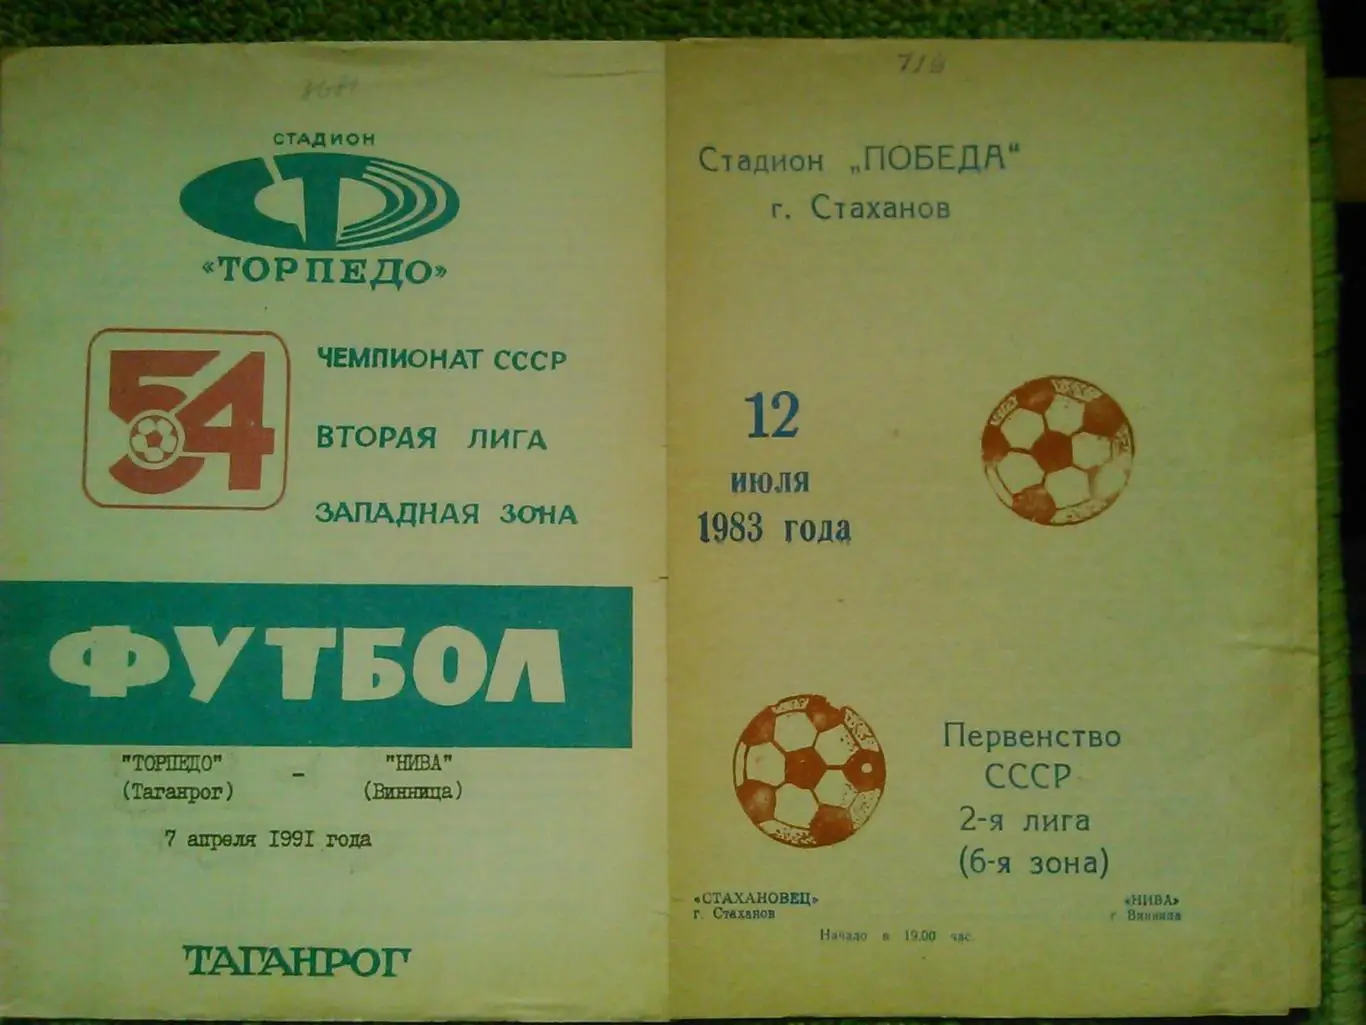 8681
СТАДИОН
«ТОРПЕДО»
54
ЧЕМПИОНАТ СССР
ВТОРАЯ ЛИГА
ЗАПАДНАЯ ЗОНА
ФУТБОЛ
"ТОРПЕДО" - "НИВА"
(Таганрог) (Винница)
7 апреля 1991 года
ТАГАНРОГ
Стадион „ПОБЕДА"
г. Стаханов
12
июля
1983 года
Первенство
СССР
2-я лига
(6-я зона)
«СТАХАНОВЕЦ» «НИВА»
г. Стаханов г. Винница
Начало в 19.00 час.